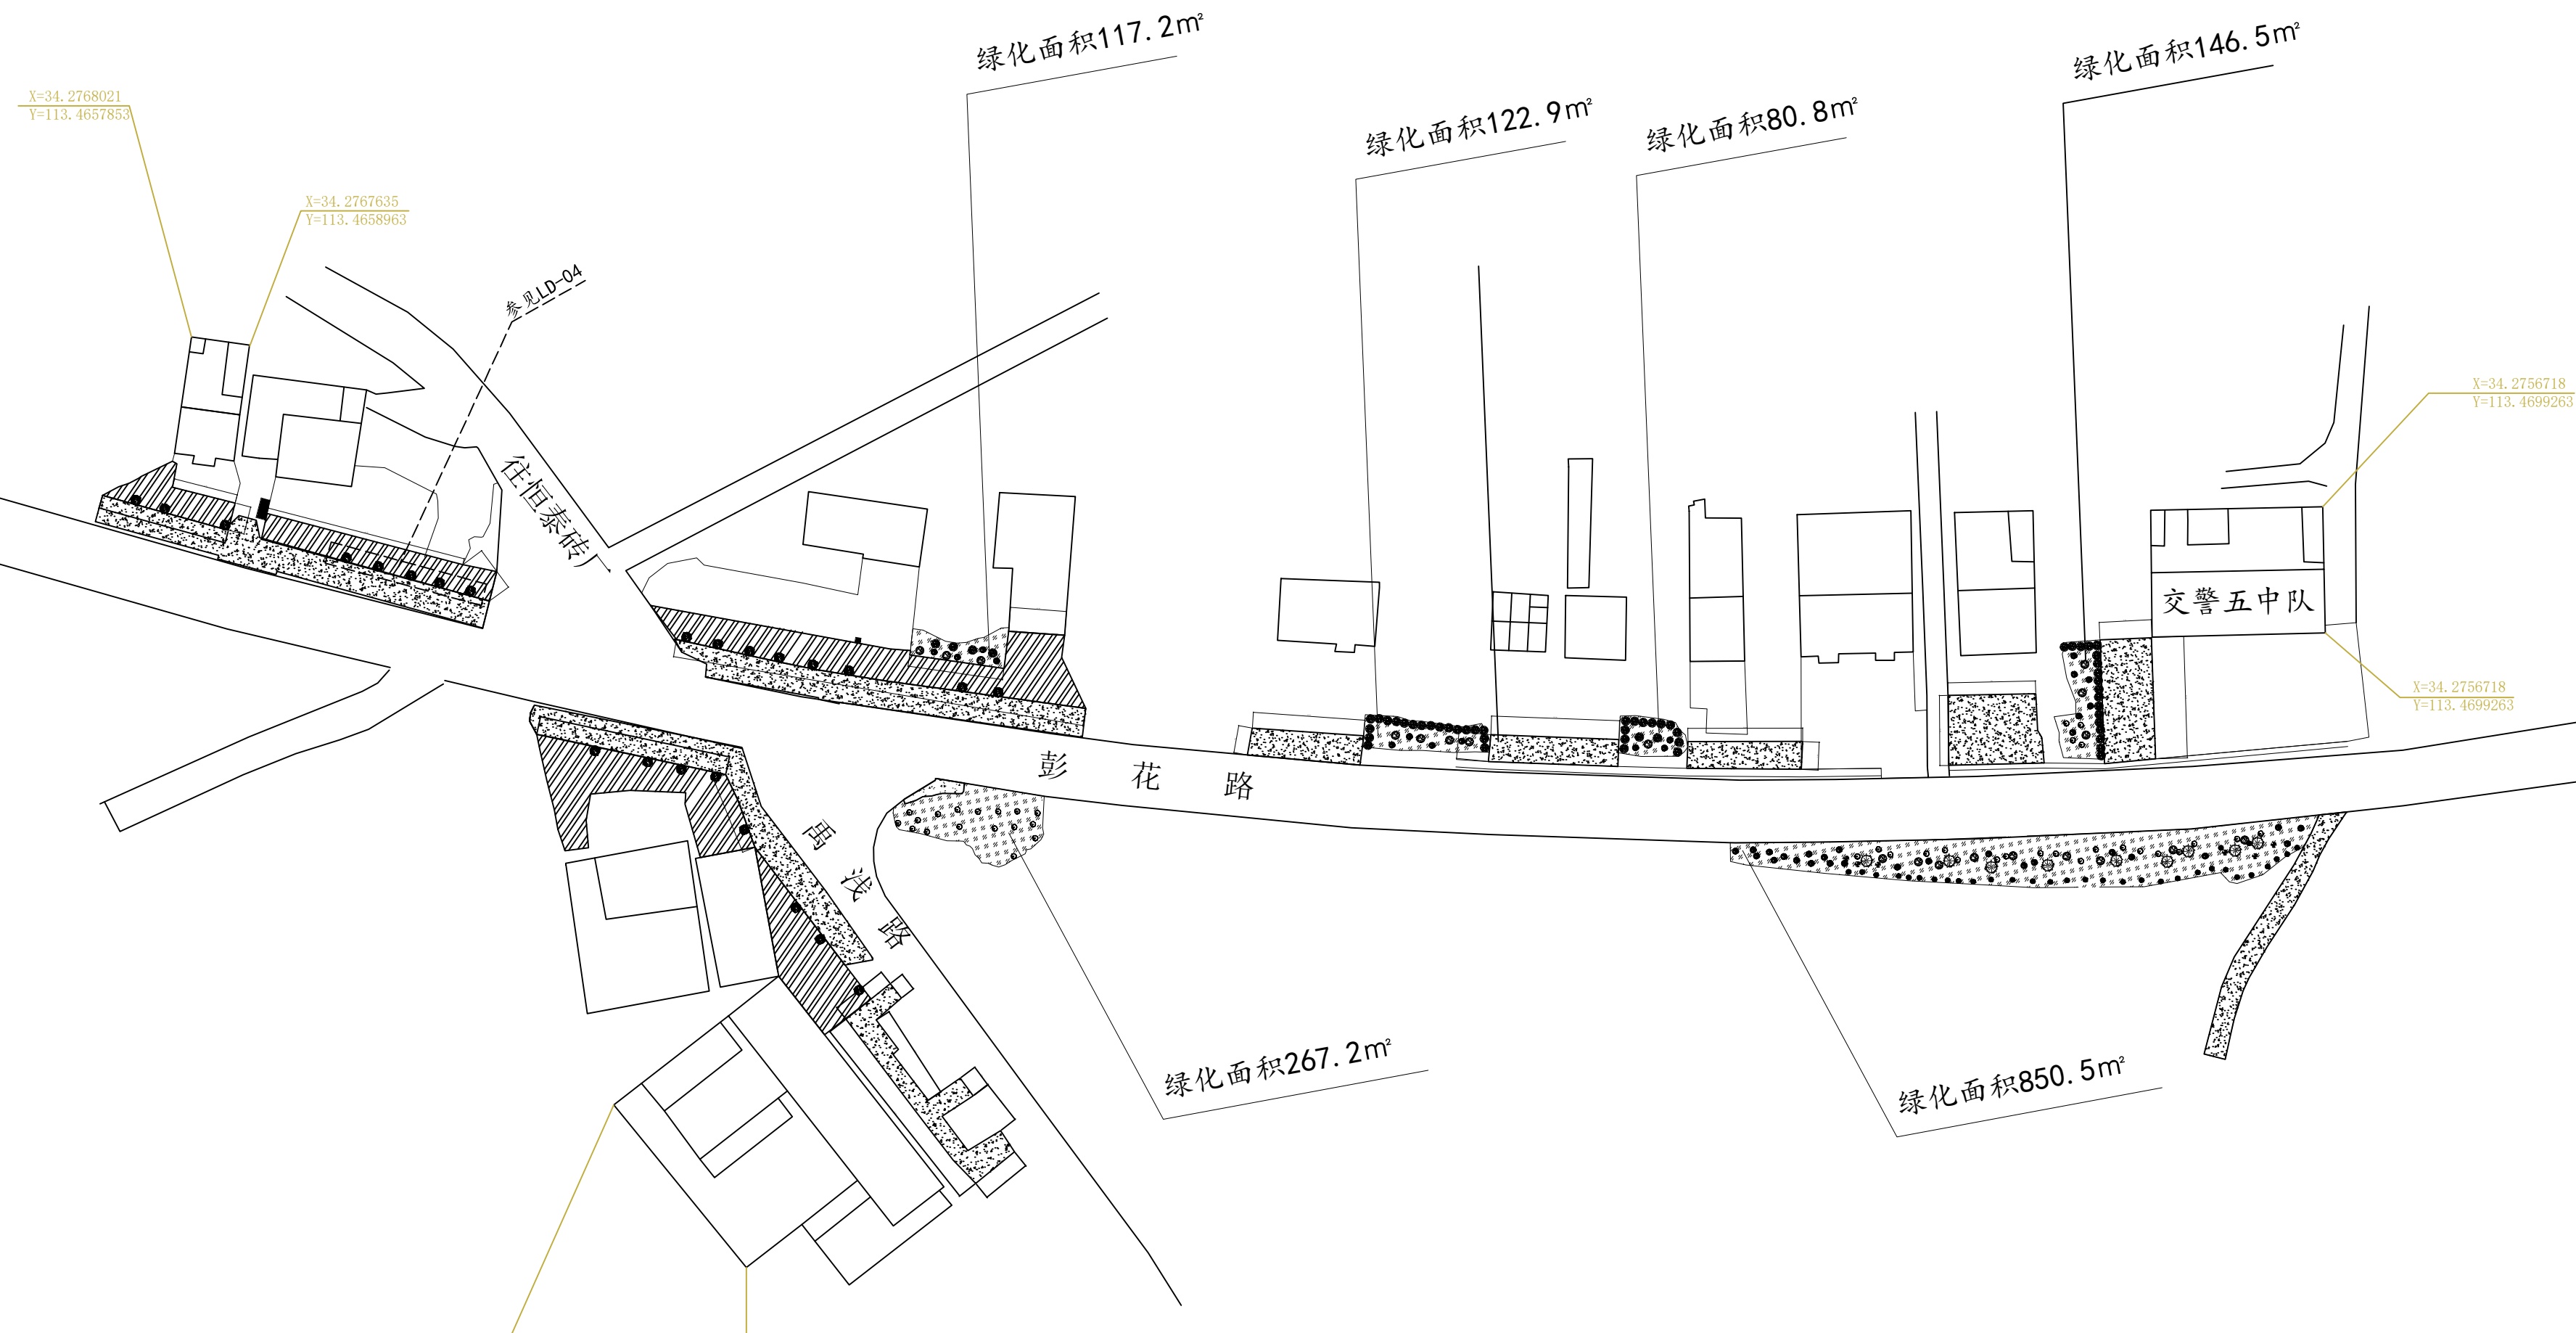 绿化面积117.2㎡
绿化面积146.5㎡
X=34.2768021
Y=113.4657853
绿化面积122.9㎡
绿化面积80.8㎡
X=34.2767635
Y=113.4658963
参见LD-04
X=34.2756718
Y=113.4699263
往恒泰砖
交警五中队
X=34.2756718
Y=113.4699263
彭花路
禹浅路
绿化面积267.2㎡
绿化面积850.5㎡